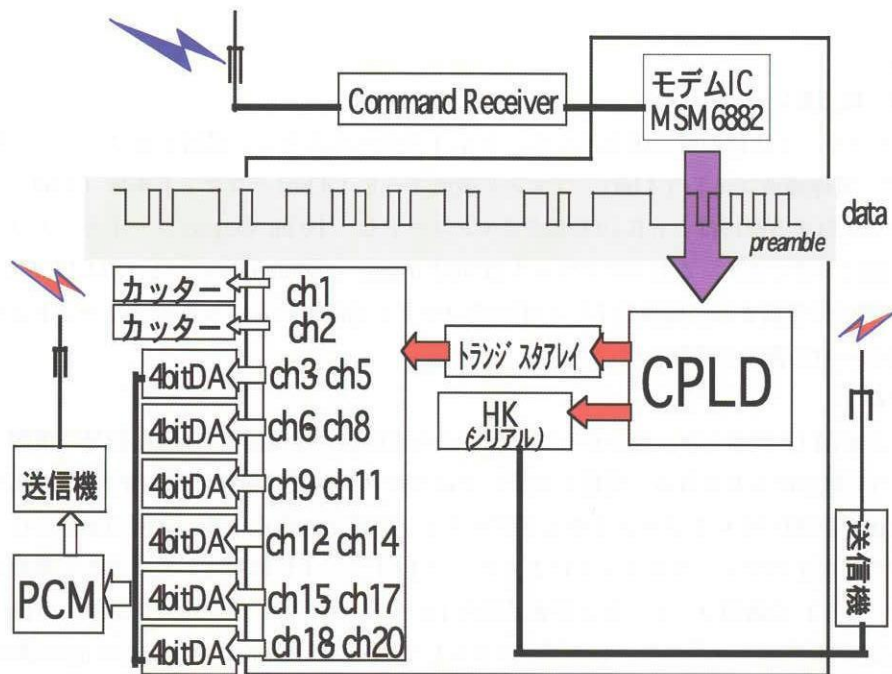 Command Receiver
モデムIC
MSM6882
data
preamble
カッター
カッター
ch1
ch2
トランジスタアレイ
CPLD
HK
(シリアル)
4bitDA
ch3- ch5
4bitDA
ch6- ch8
4bitDA
ch9- ch11
4bitDA
ch12- ch14
4bitDA
ch15- ch17
4bitDA
ch18- ch20
送信機
PCM
送信機